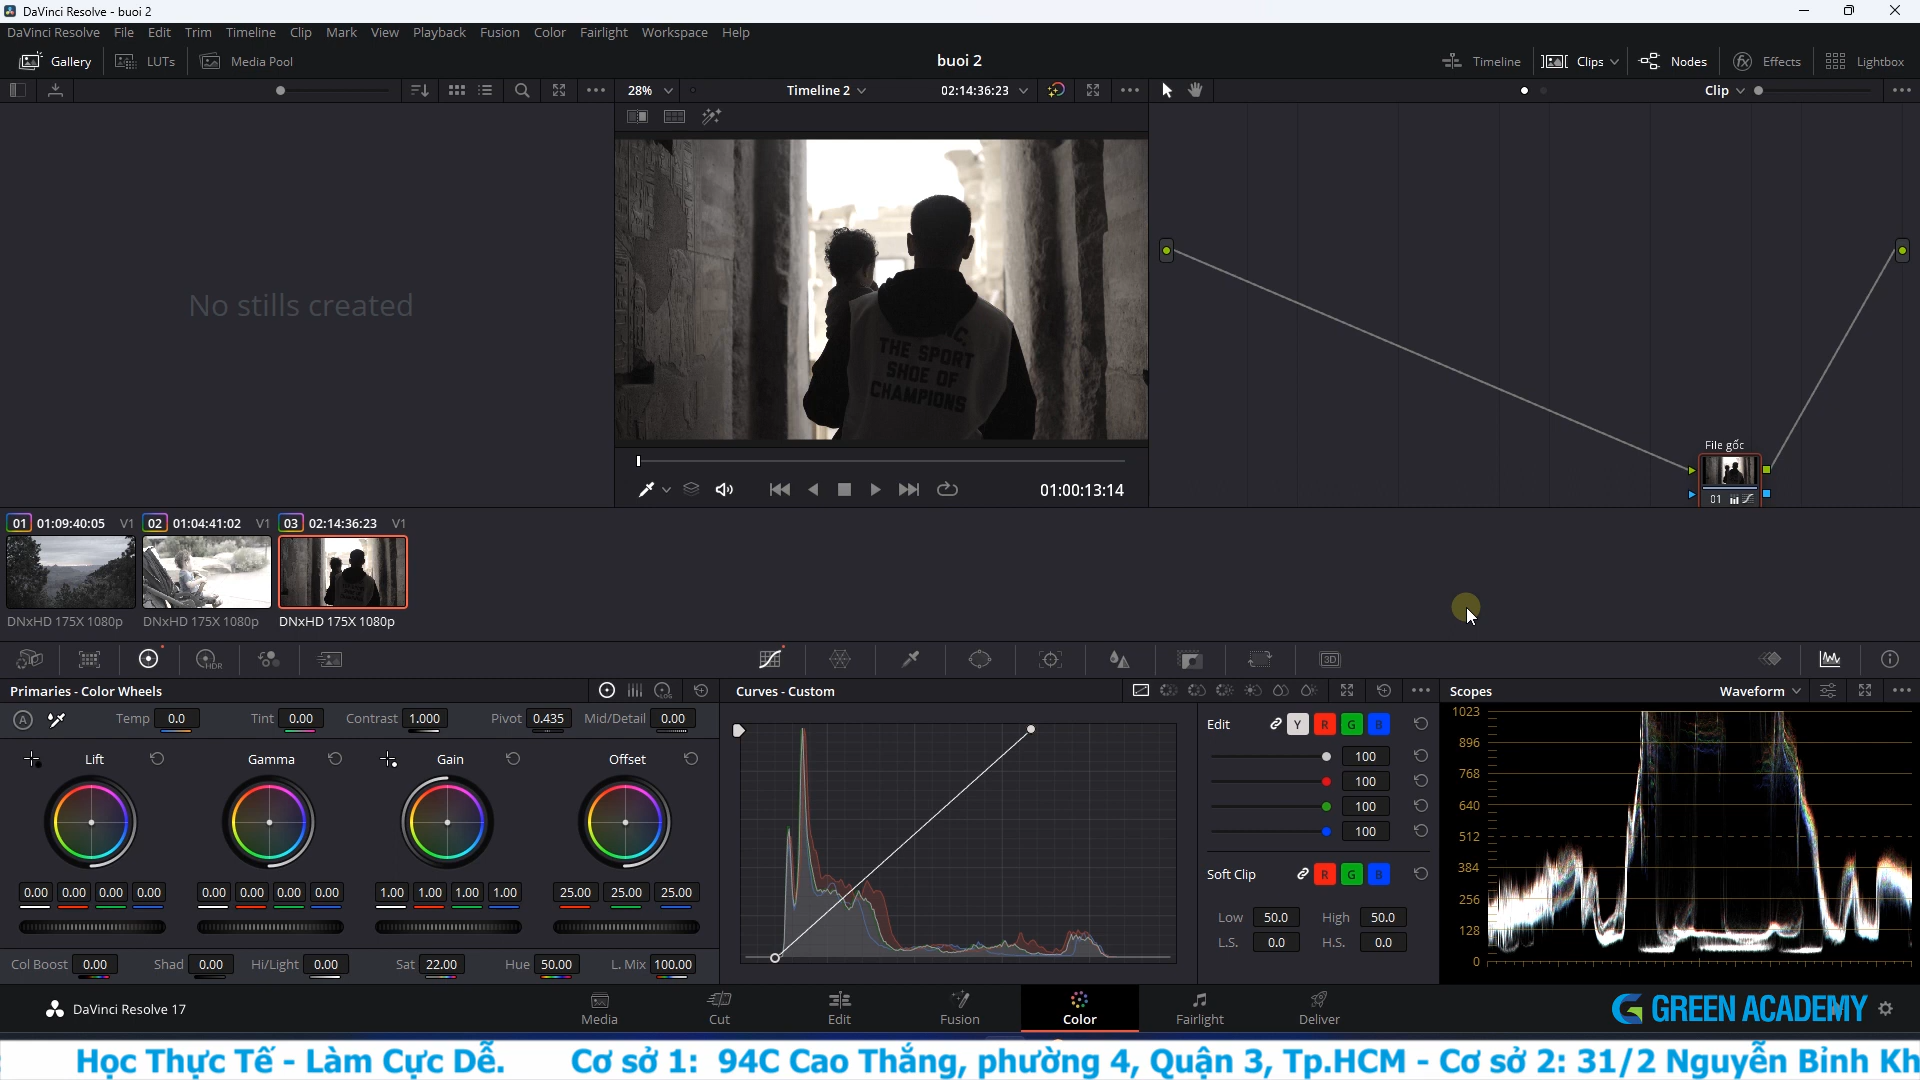 DaVinci Resolve - buoi 2
DaVinci Resolve File Edit Trim Timeline Clip Mark View Playback Fusion Color Fairlight Workspace Help
Gallery LUTs Media Pool buoi 2 Timeline Clips Nodes Effects Lightbox
28% Timeline 2 02:14:36:23 Clip
No stills created
THE SPORT
SHOE OF
CHAMPIONS
File gốc
01
01:00:13:14
01 01:09:40:05 V1 02 01:04:41:02 V1 03 02:14:36:23 V1
DNxHD 175X 1080p DNxHD 175X 1080p DNxHD 175X 1080p
HDR 3D
Primaries - Color Wheels LOG Curves - Custom Scopes Waveform
A Temp 0.0 Tint 0.00 Contrast 1.000 Pivot 0.435 Mid/Detail 0.00
Lift Gamma Gain Offset
0.00 0.00 0.00 0.00 0.00 0.00 0.00 0.00 1.00 1.00 1.00 1.00 25.00 25.00 25.00
Col Boost 0.00 Shad 0.00 Hi/Light 0.00 Sat 22.00 Hue 50.00 L. Mix 100.00
Edit Y R G B
100
100
100
100
Soft Clip R G B
Low 50.0 High 50.0
L.S. 0.0 H.S. 0.0
1023
896
768
640
512
384
256
128
0
DaVinci Resolve 17 Media Cut Edit Fusion Color Fairlight Deliver
GREEN ACADEMY
Học Thực Tế - Làm Cực Dễ. Cơ sở 1: 94C Cao Thắng, phường 4, Quận 3, Tp.HCM - Cơ sở 2: 31/2 Nguyễn Bỉnh Kh